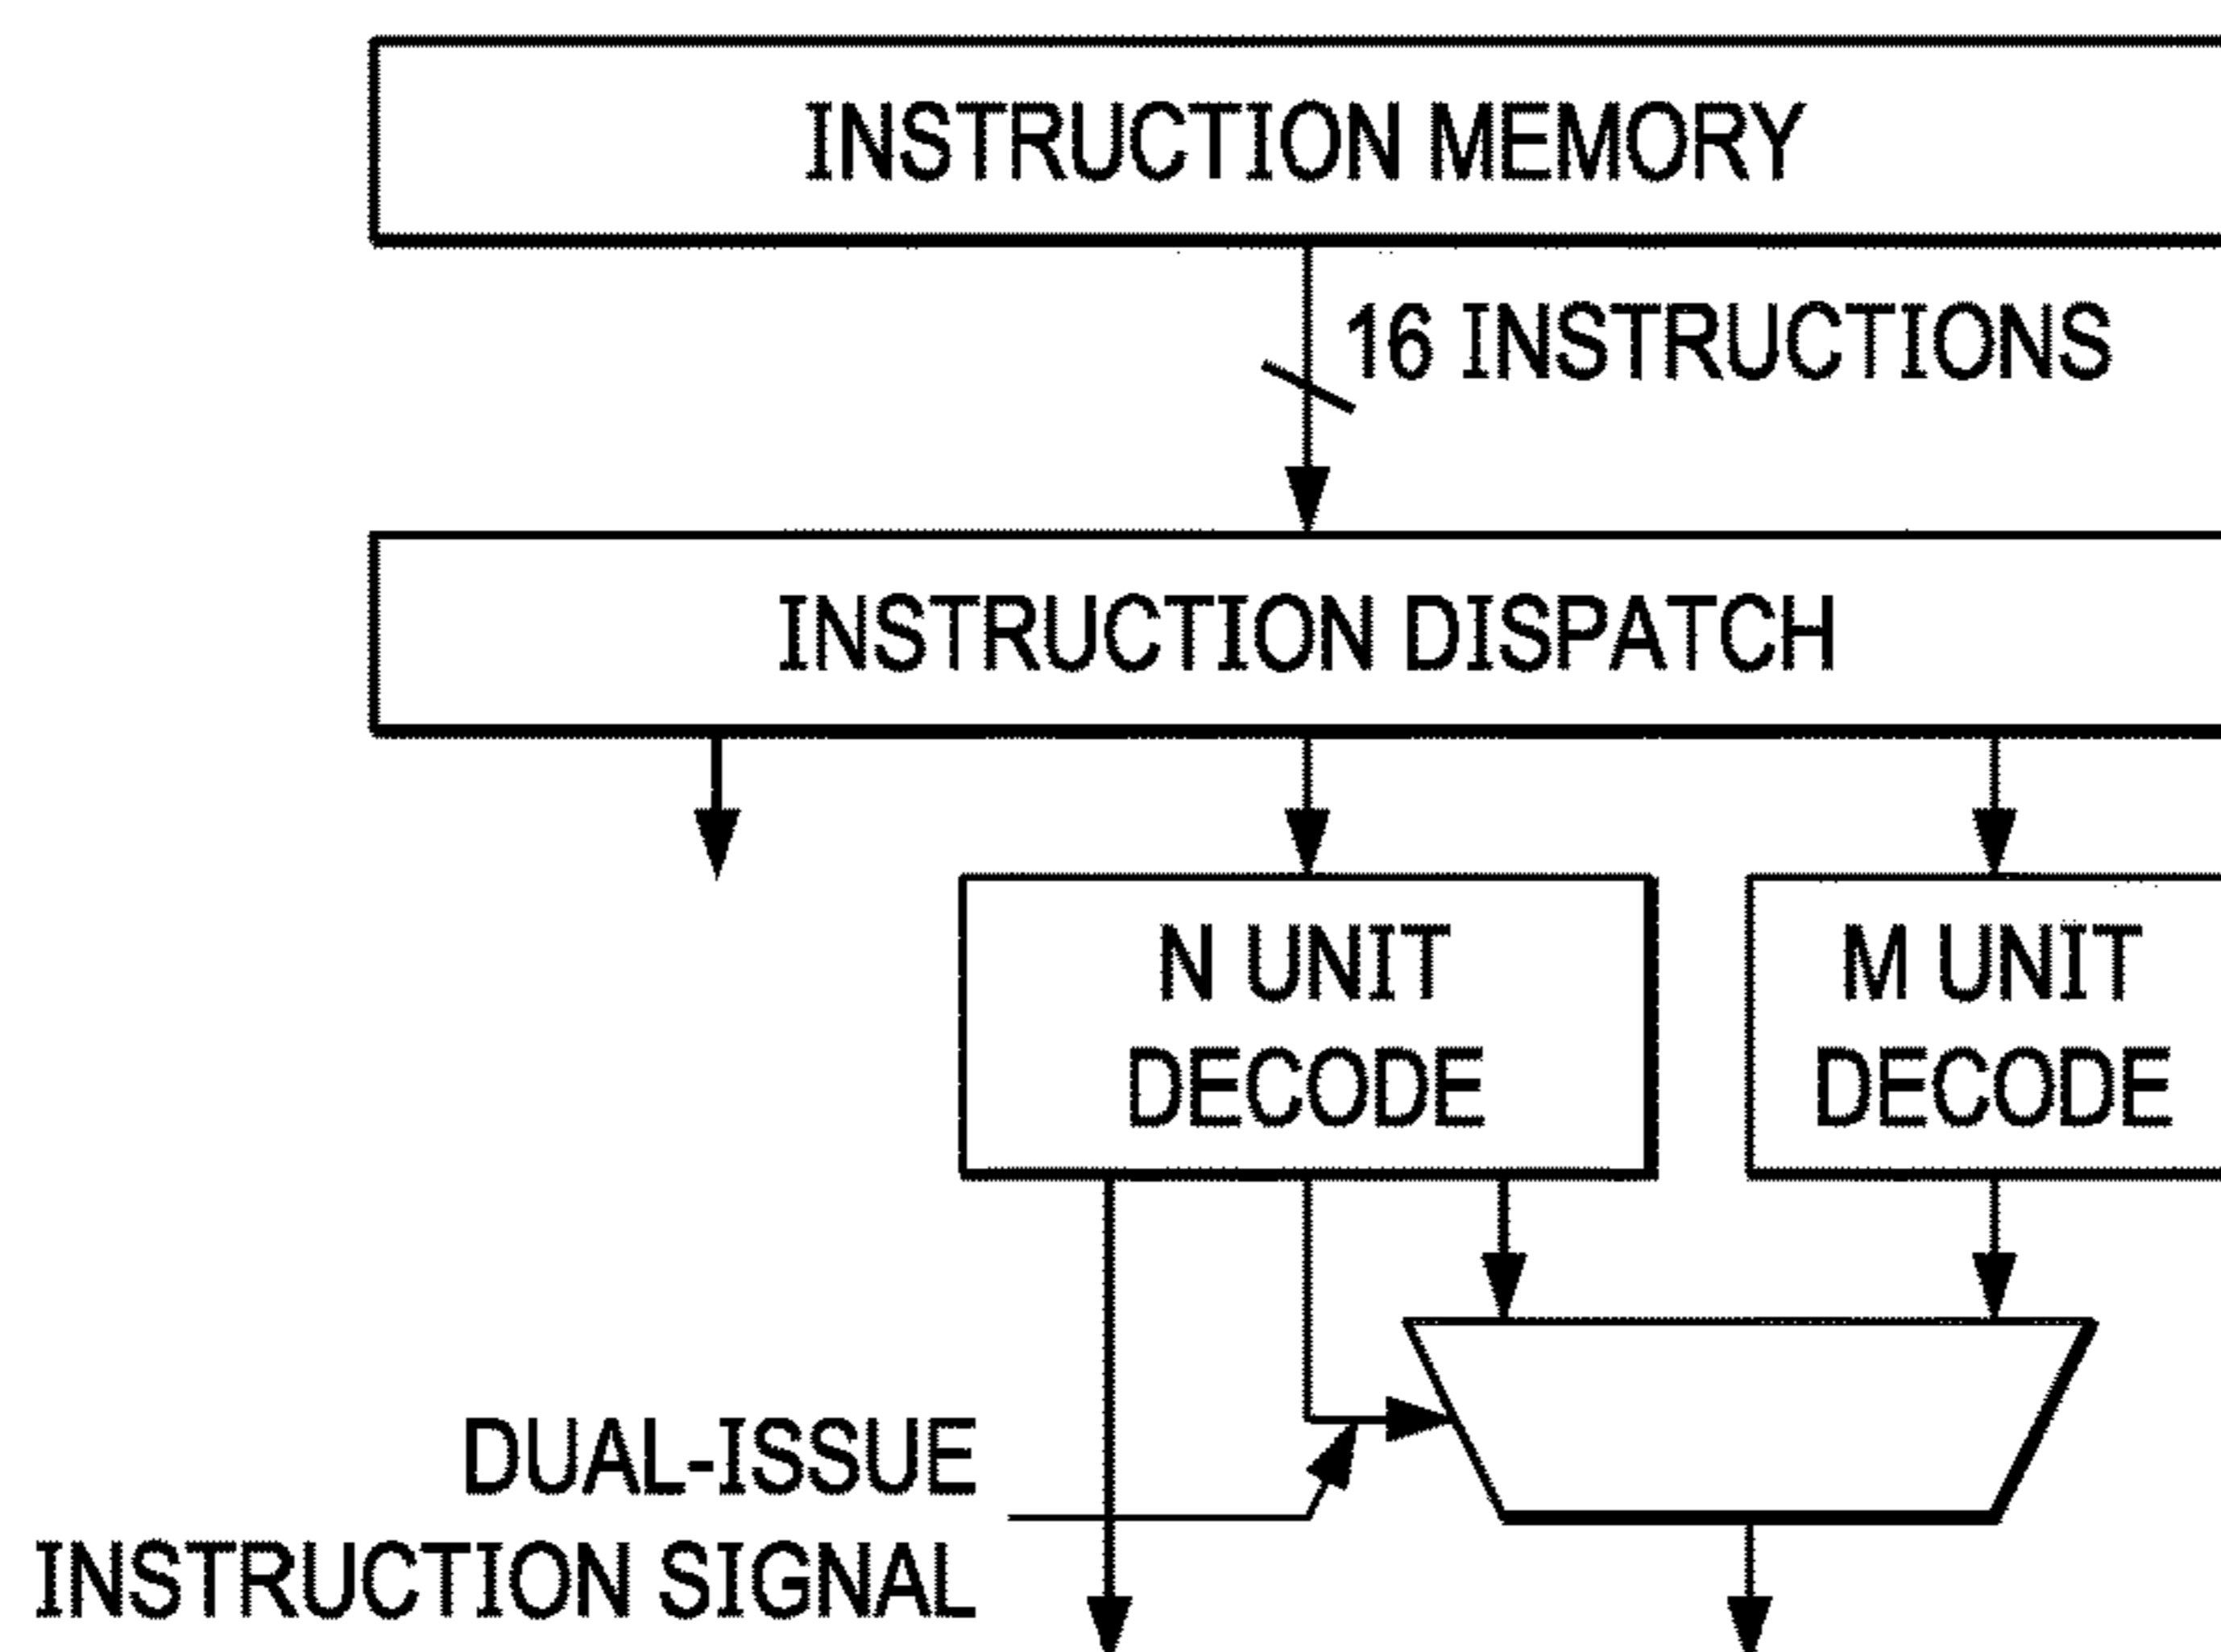 INSTRUCTION MEMORY
16 INSTRUCTIONS
INSTRUCTION DISPATCH
N UNIT
DECODE
M UNIT
DECODE
DUAL-ISSUE
INSTRUCTION SIGNAL